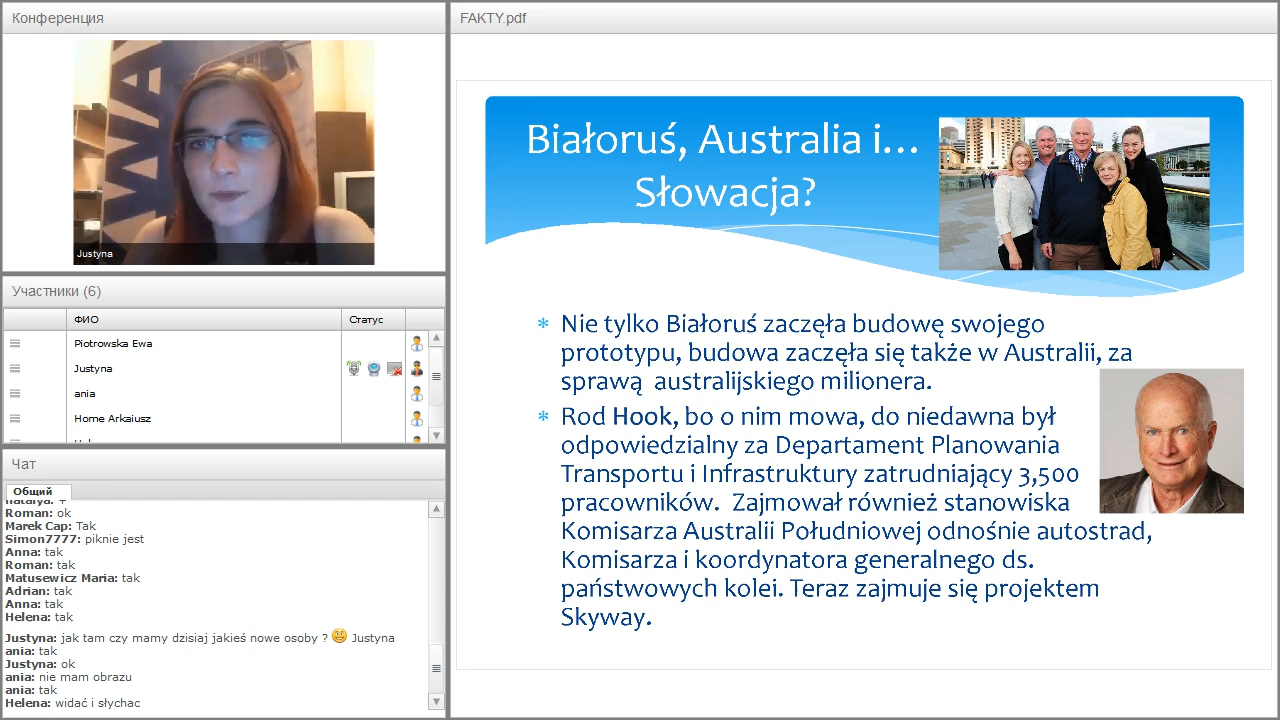 Конференция
WAY
WAY
Justyna
Участники (6)
ФИО
Статус
Piotrowska Ewa
Justyna
ania
Home Arkaiusz
Чат
Общий
natalya: +
Roman: ok
Marek Cap: Tak
Simon7777: piknie jest
Anna: tak
Roman: tak
Matusewicz Maria: tak
Adrian: tak
Anna: tak
Helena: tak
Justyna: jak tam czy mamy dzisiaj jakieś nowe osoby ? Justyna
ania: tak
Justyna: ok
ania: nie mam obrazu
ania: tak
Helena: widać i słychac
FAKTY.pdf
Białoruś, Australia i...
Słowacja?
* Nie tylko Białoruś zaczęła budowę swojego
prototypu, budowa zaczęła się także w Australii, za
sprawą australijskiego milionera.
* Rod Hook, bo o nim mowa, do niedawna był
odpowiedzialny za Departament Planowania
Transportu i Infrastruktury zatrudniający 3,500
pracowników. Zajmował również stanowiska
Komisarza Australii Południowej odnośnie autostrad,
Komisarza i koordynatora generalnego ds.
państwowych kolei. Teraz zajmuje się projektem
Skyway.